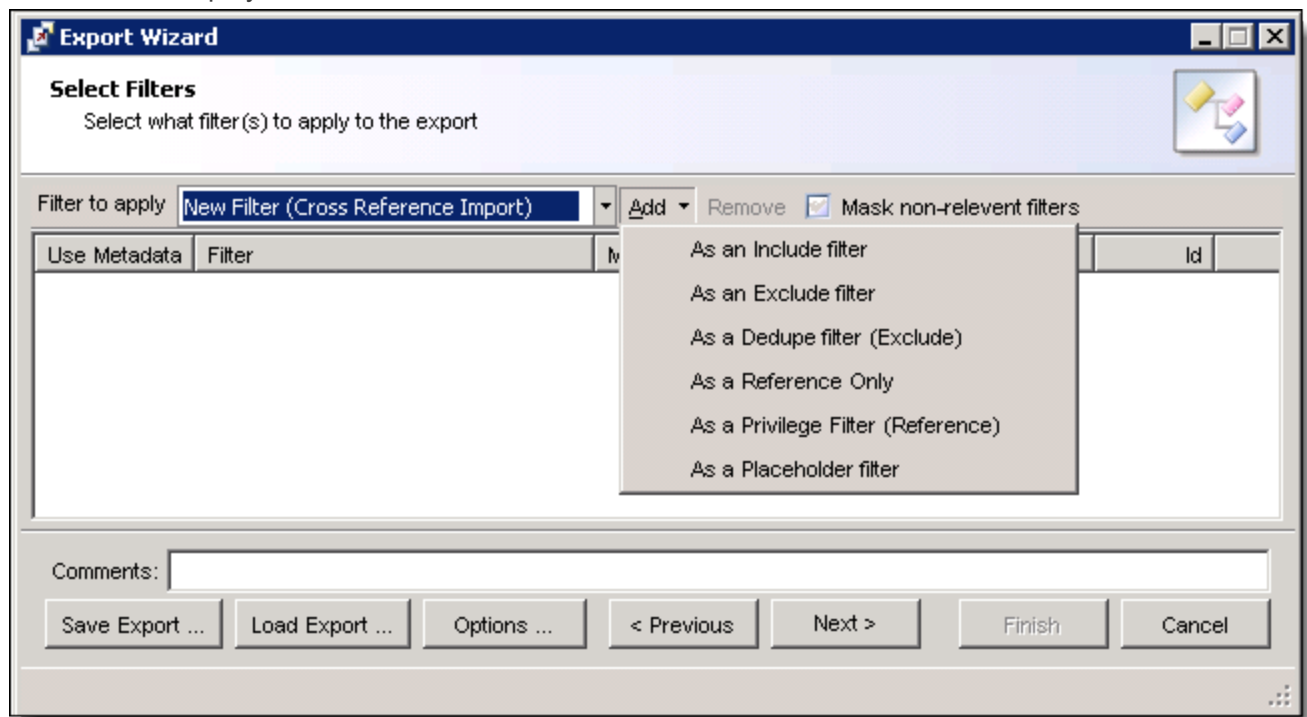 Export Wizard
Select Filters
Select what filter(s) to apply to the export
Filter to apply New Filter (Cross Reference Import) Add Remove Mask non-relevent filters
Use Metadata Filter Id
As an Include filter
As an Exclude filter
As a Dedupe filter (Exclude)
As a Reference Only
As a Privilege Filter (Reference)
As a Placeholder filter
Comments:
Save Export ... Load Export ... Options ... < Previous Next > Finish Cancel